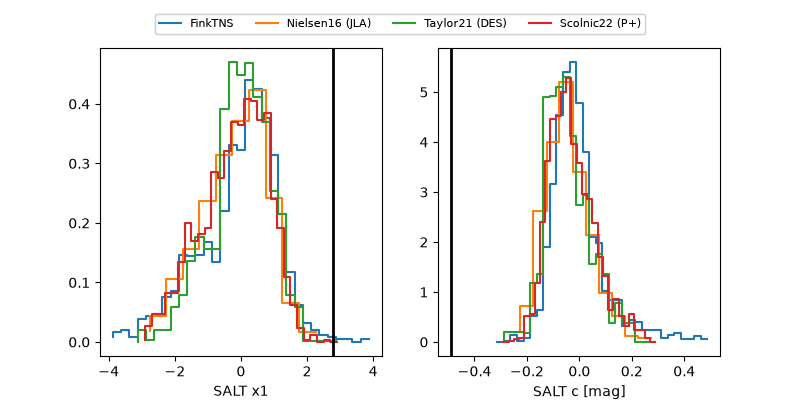 FinkTNS Nielsen16 (JLA) Taylor21 (DES) Scolnic22 (P+)
0.4
0.3
0.2
0.1
0.0
−4 −2 0 2 4
SALT x1
5
4
3
2
1
0
−0.4 −0.2 0.0 0.2 0.4
SALT c [mag]